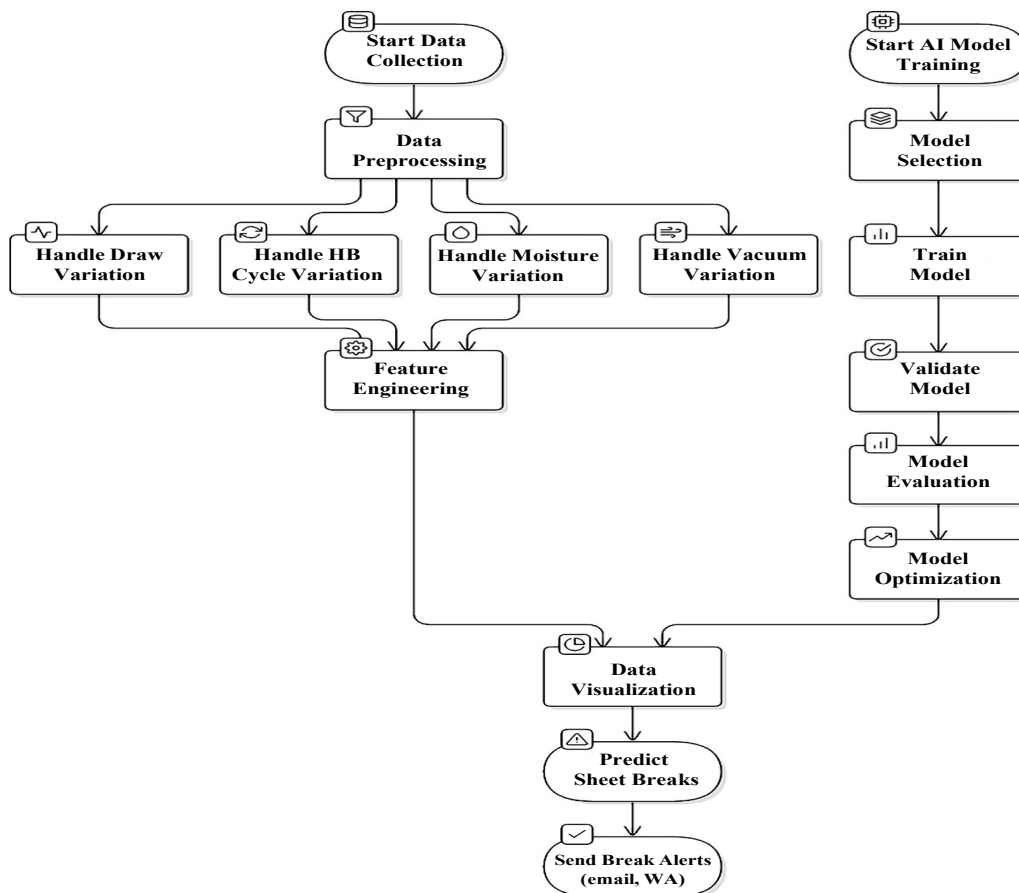 Start Data
Collection
Start AI Model
Training
Data
Preprocessing
Model
Selection
Handle Draw
Variation
Handle HB
Cycle Variation
Handle Moisture
Variation
Handle Vacuum
Variation
Train
Model
Feature
Engineering
Validate
Model
Model
Evaluation
Model
Optimization
Data
Visualization
Predict
Sheet Breaks
Send Break Alerts
(email, WA)